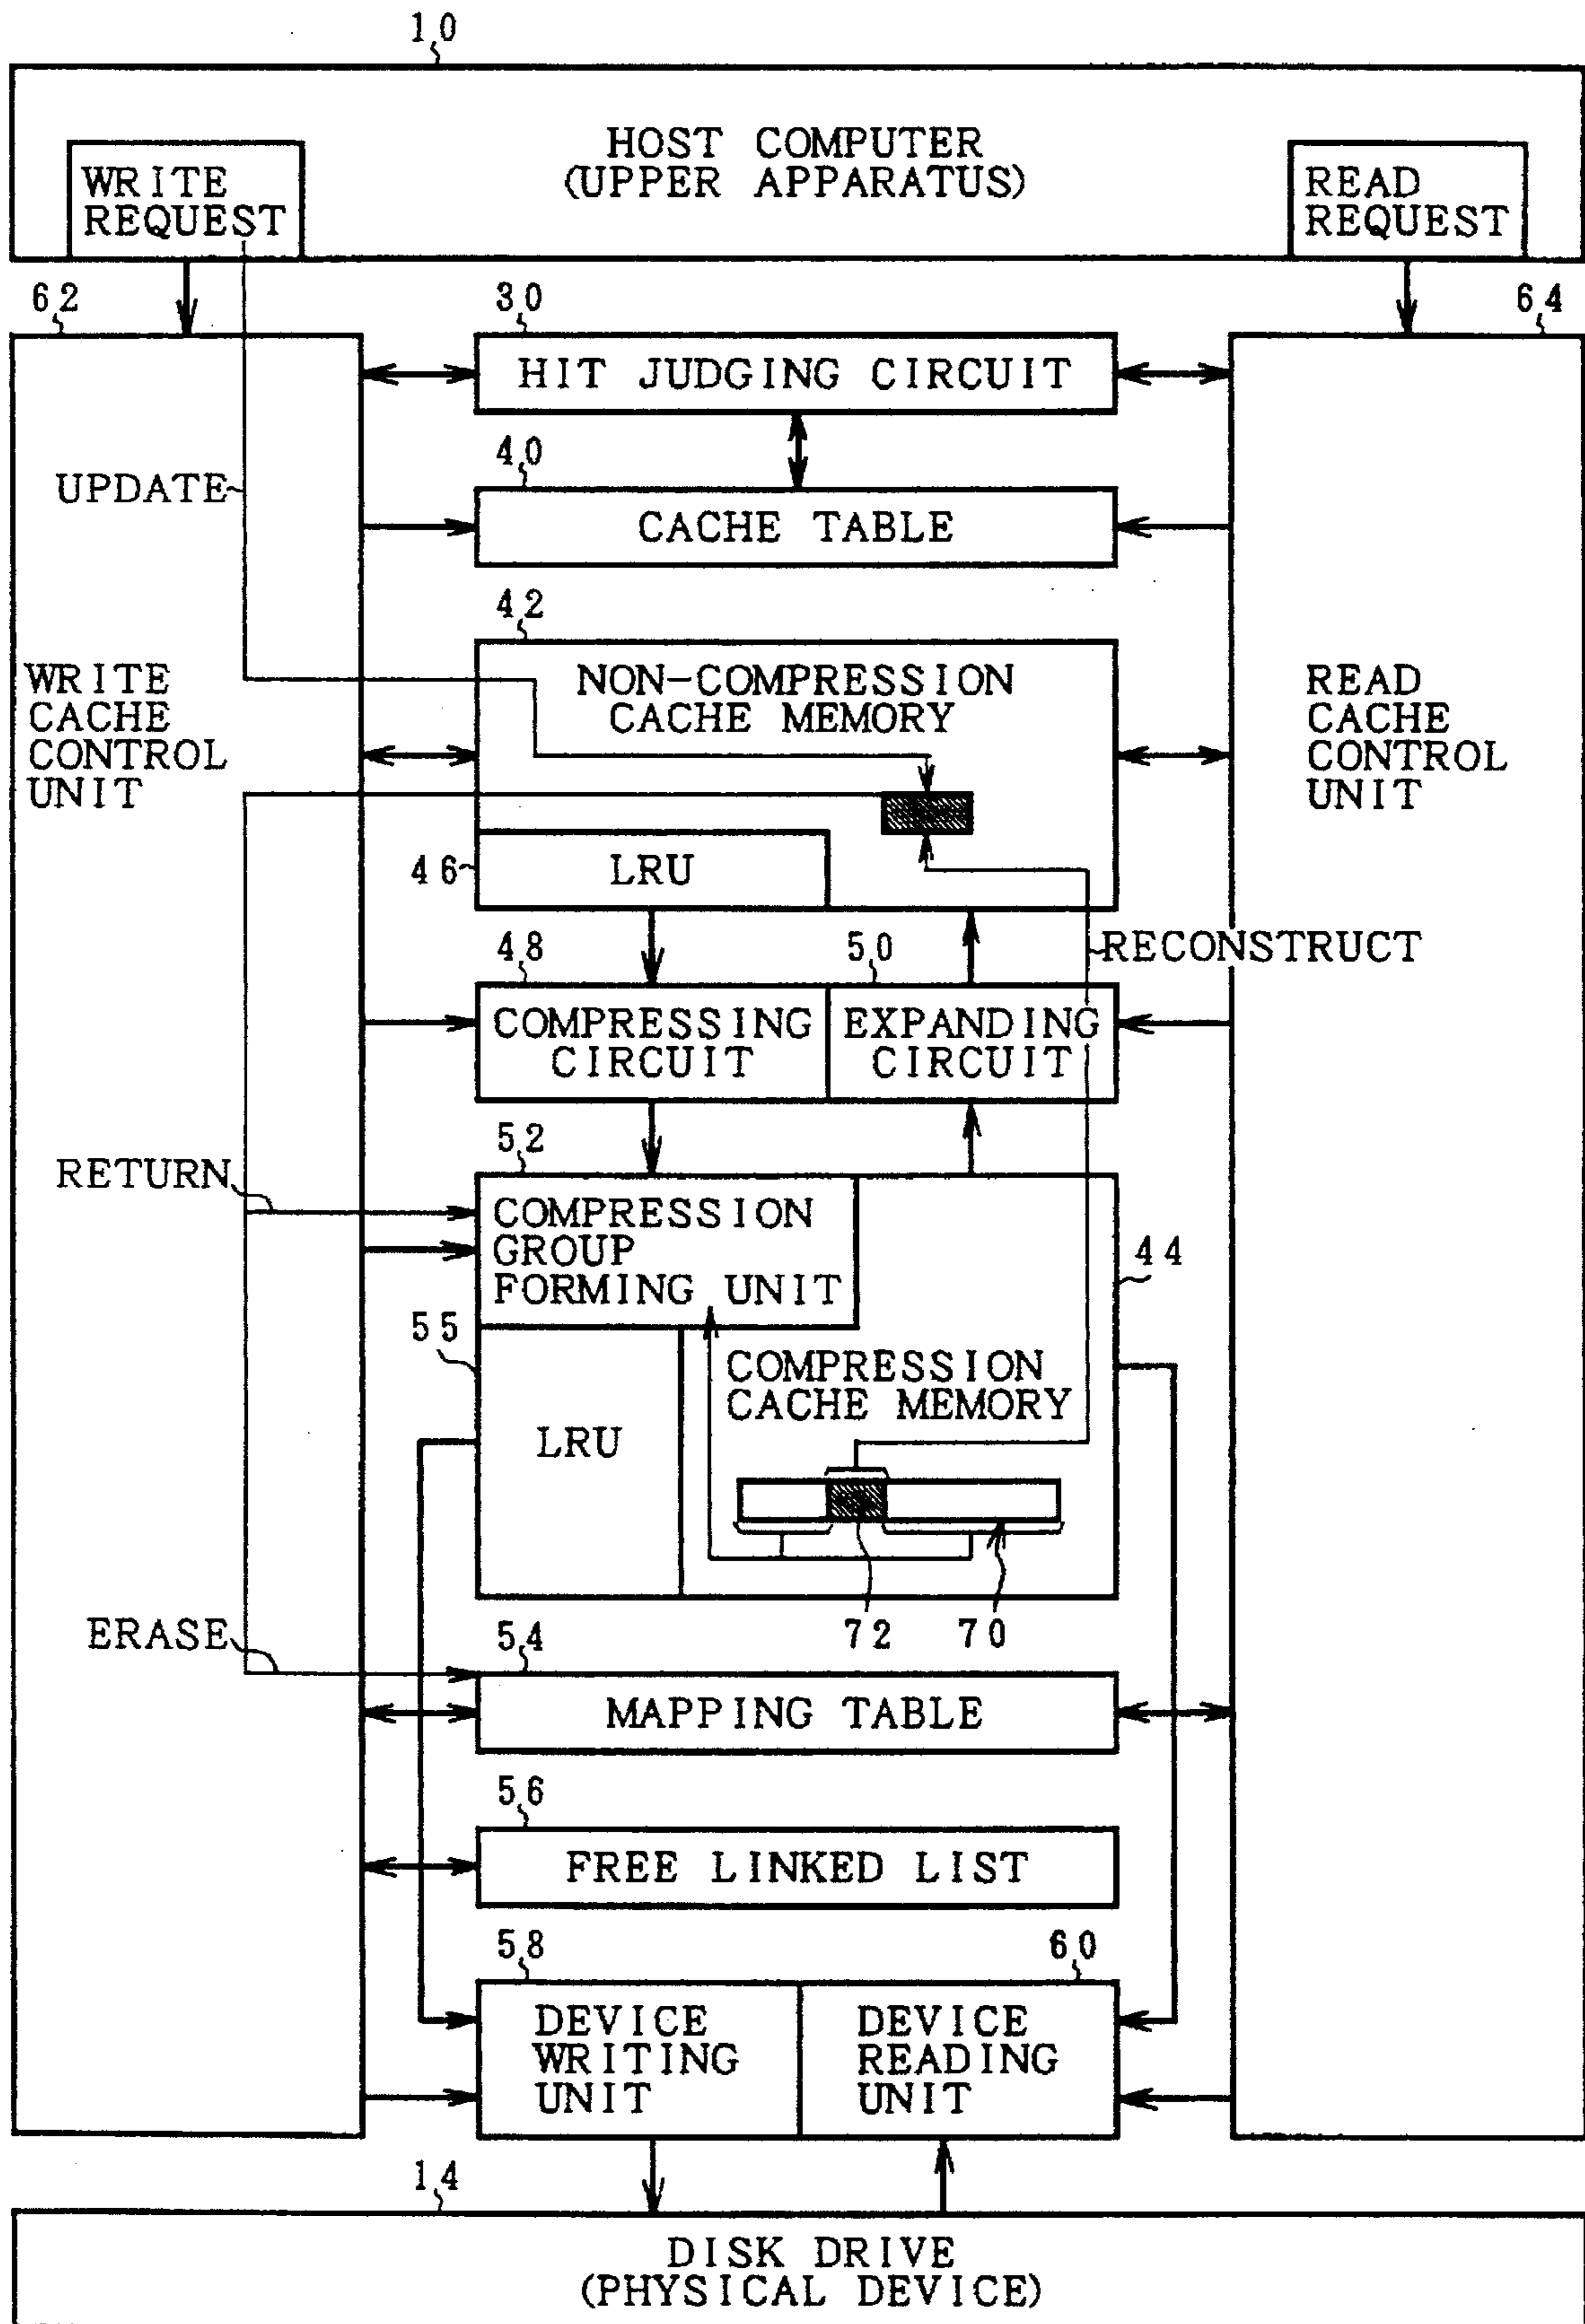 10
HOST COMPUTER
(UPPER APPARATUS)
WRITE
REQUEST
READ
REQUEST
62
30
64
HIT JUDGING CIRCUIT
40
UPDATE
CACHE TABLE
42
WRITE
CACHE
CONTROL
UNIT
NON-COMPRESSION
CACHE MEMORY
READ
CACHE
CONTROL
UNIT
46
LRU
48
50
RECONSTRUCT
COMPRESSING
CIRCUIT
EXPANDING
CIRCUIT
52
RETURN
COMPRESSION
GROUP
FORMING UNIT
44
55
COMPRESSION
CACHE MEMORY
LRU
72
70
ERASE
54
MAPPING TABLE
56
FREE LINKED LIST
58
60
DEVICE
WRITING
UNIT
DEVICE
READING
UNIT
14
DISK DRIVE
(PHYSICAL DEVICE)